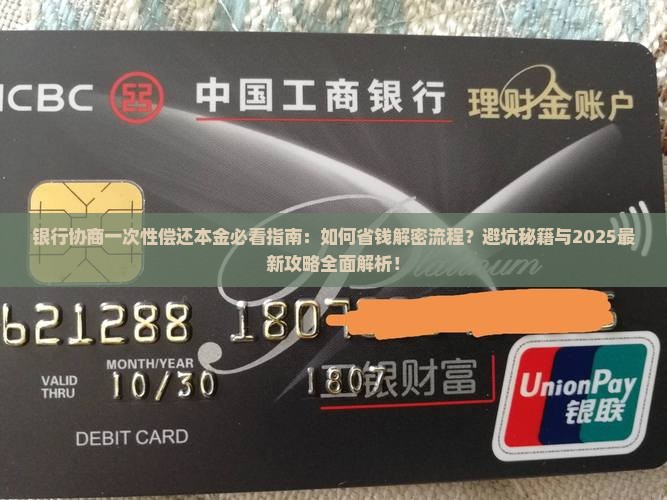 ICBC 中国工商银行 理财金账户
银行协商一次性偿还本金必看指南：如何省钱解密流程？避坑秘籍与2025最
新攻略全面解析！
Platinum
621288 1807
MONTH/YEAR
VALID
THRU 10/30 1807 工银财富
UnionPay
银联
DEBIT CARD